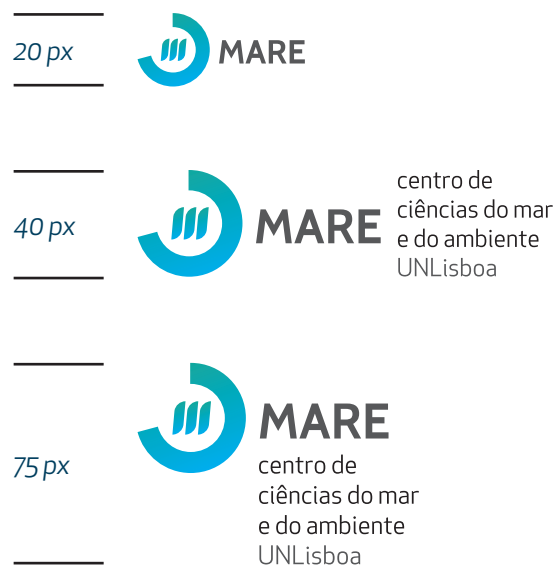 20 px
MARE
40 px
MARE
centro de
ciências do mar
e do ambiente
UNLisboa
75 px
MARE
centro de
ciências do mar
e do ambiente
UNLisboa